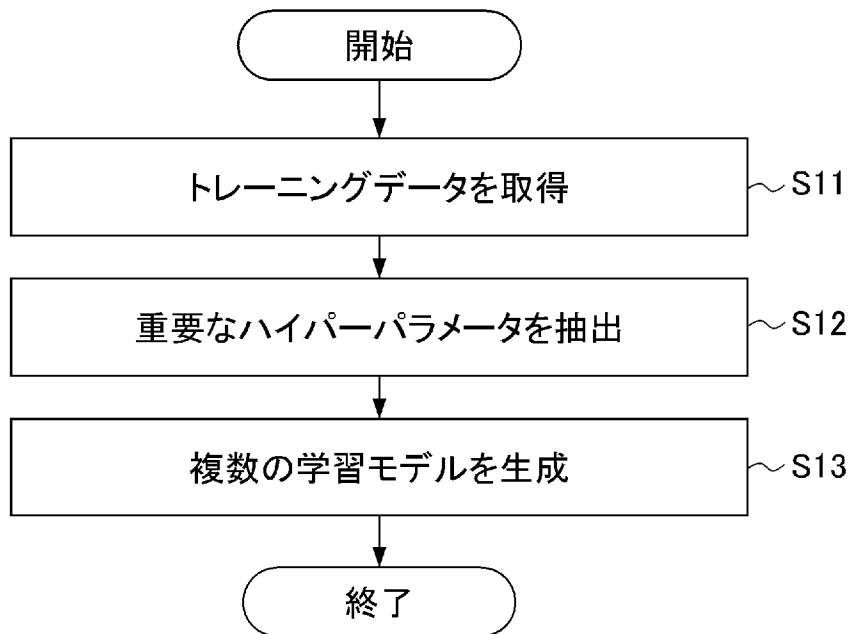 開始
トレーニングデータを取得
S11
重要なハイパーパラメータを抽出
S12
複数の学習モデルを生成
S13
終了